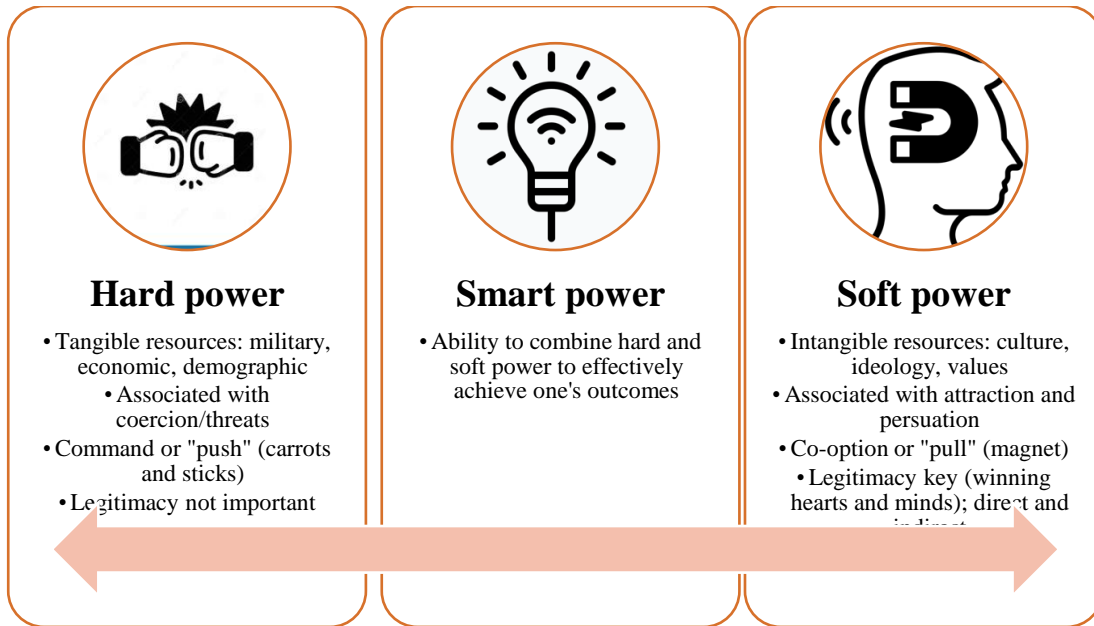 Hard power
• Tangible resources: military,
economic, demographic
• Associated with
coercion/threats
• Command or "push" (carrots
and sticks)
• Legitimacy not important
Smart power
• Ability to combine hard and
soft power to effectively
achieve one's outcomes
Soft power
• Intangible resources: culture,
ideology, values
• Associated with attraction and
persuation
• Co-option or "pull" (magnet)
• Legitimacy key (winning
hearts and minds); direct and
indirect